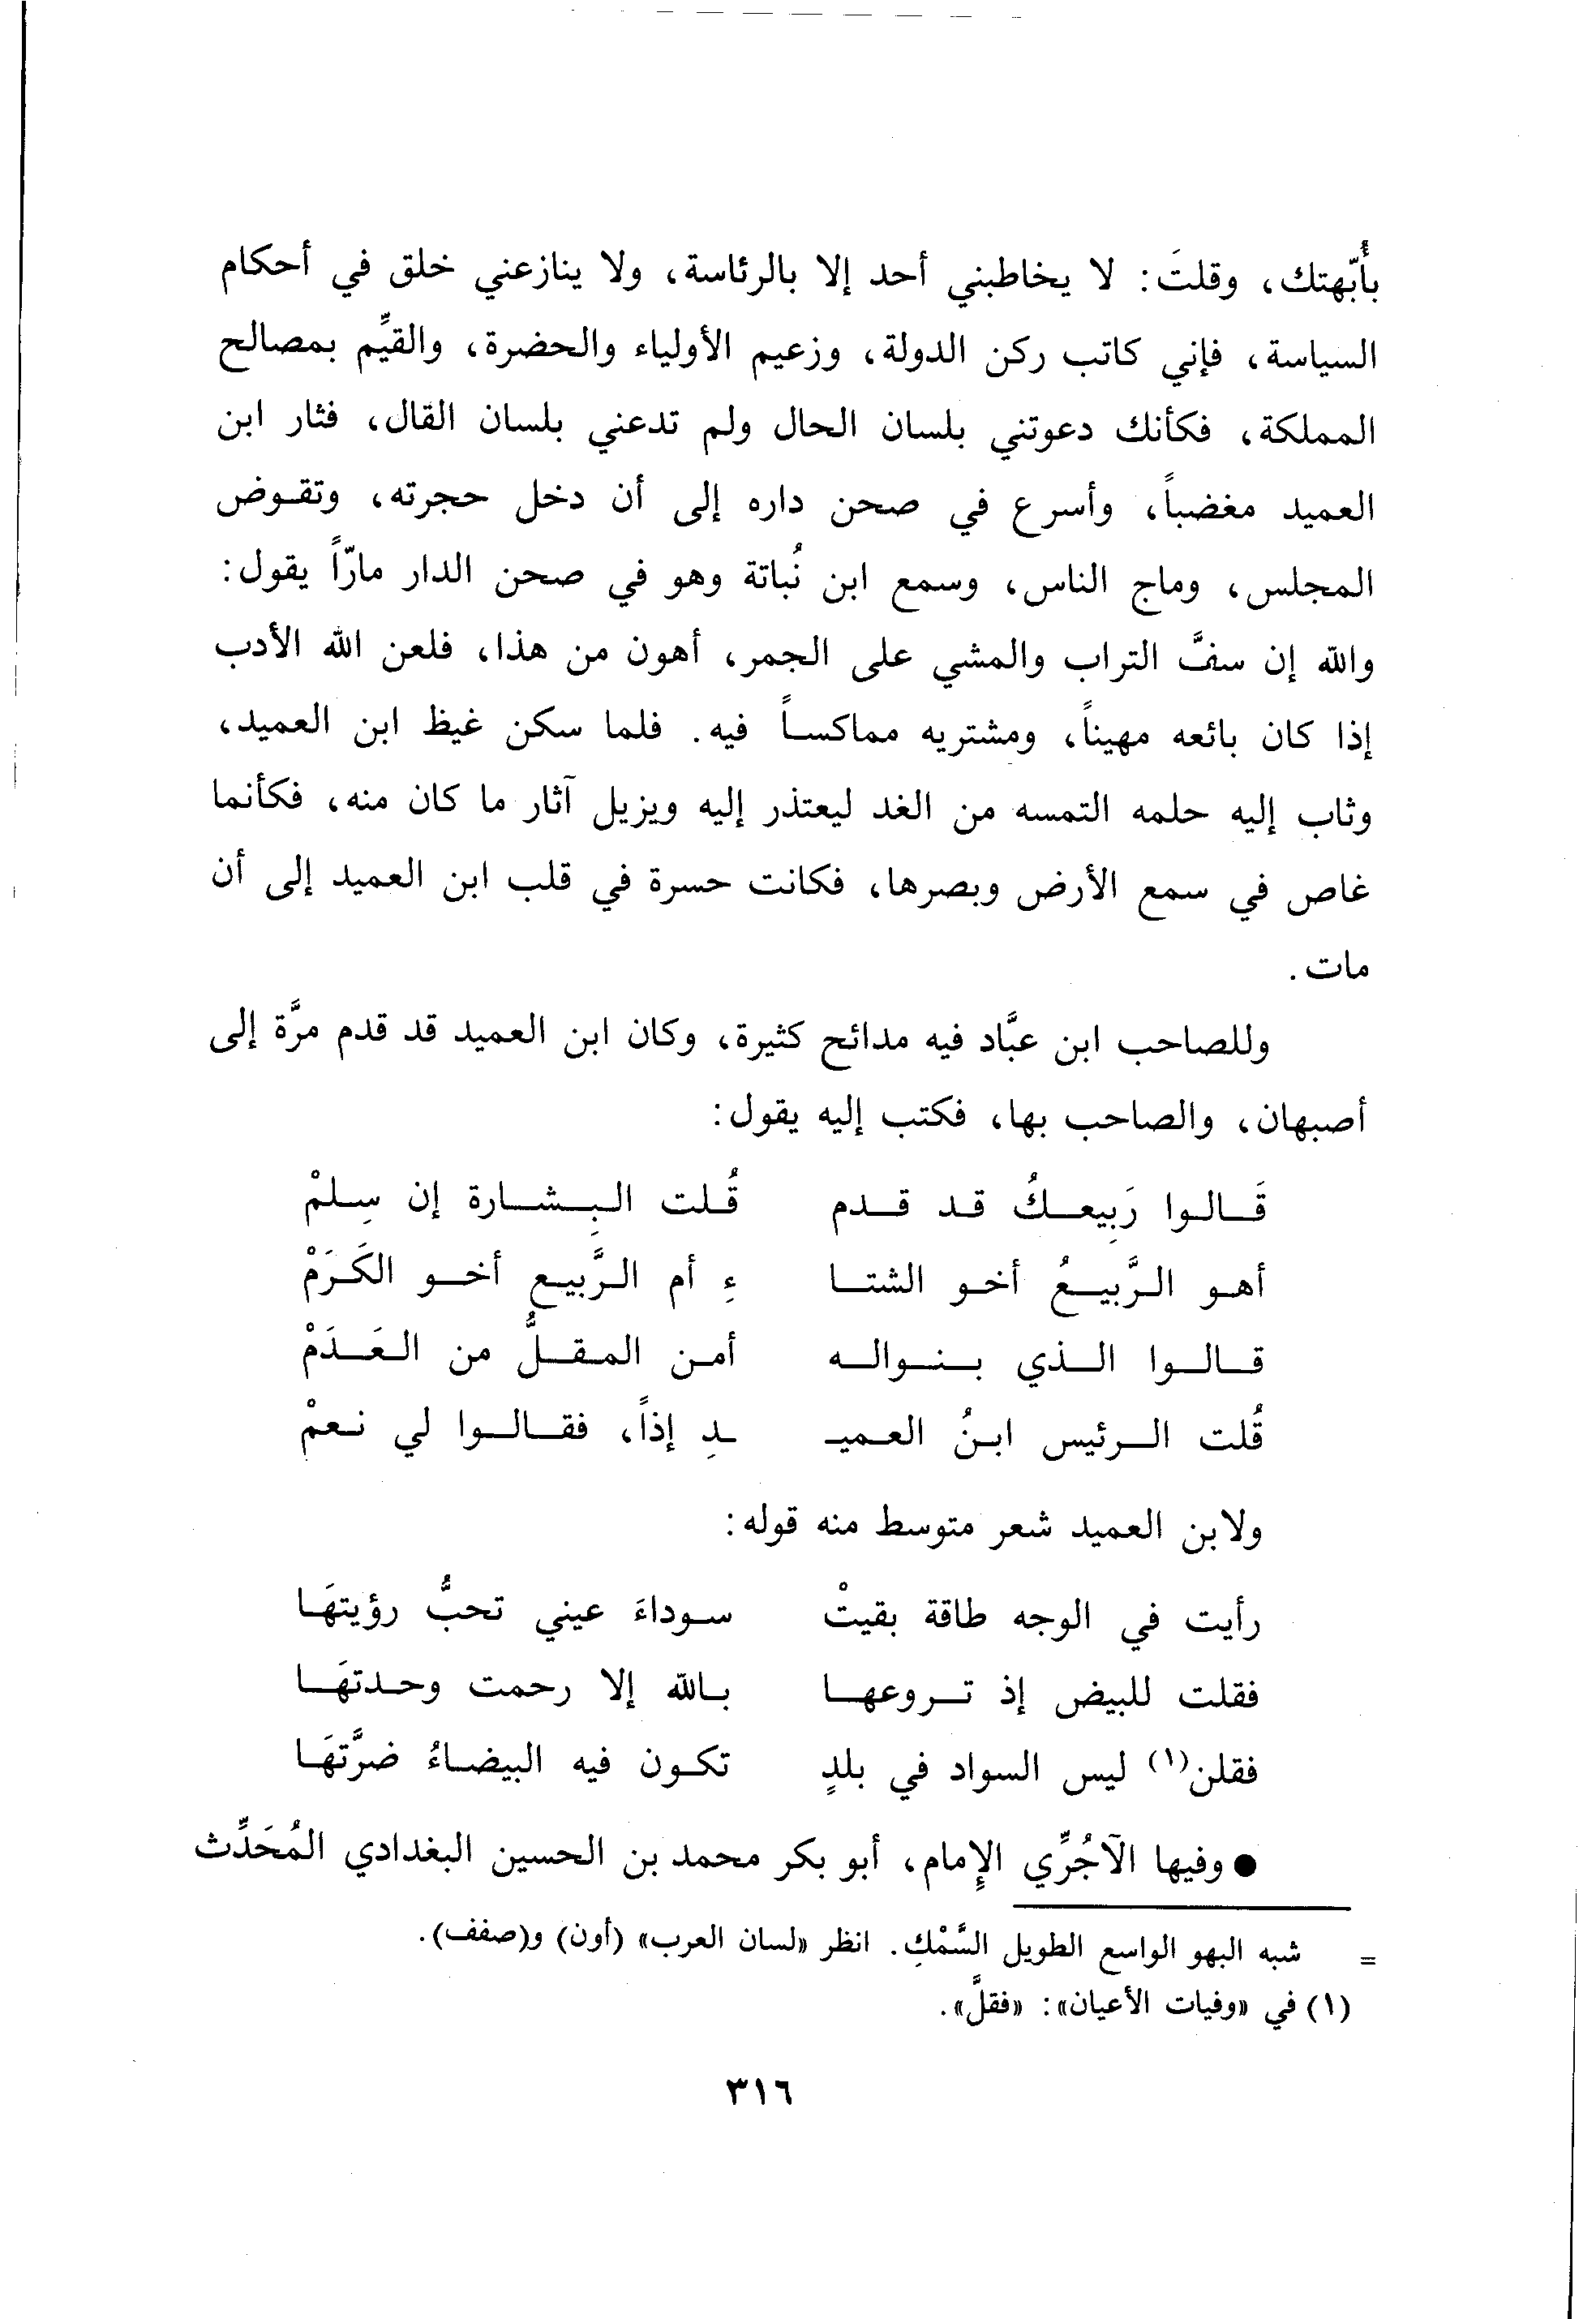 بأُبّهتك، وقلتَ: لا يخاطبني أحد إلا بالرئاسة، ولا ينازعني خلق في أحكام
السياسة، فإني كاتب ركن الدولة، وزعيم الأولياء والحضرة، والقيِّم بمصالح
المملكة، فكأنك دعوتني بلسان الحال ولم تدعني بلسان القال، فثار ابن
العميد مغضباً، وأسرع في صحن داره إلى أن دخل حجرته، وتقوض
المجلس، وماج الناس، وسمع ابن نُباتة وهو في صحن الدار مارّاً يقول:
والله إن سفَّ التراب والمشي على الجمر، أهون من هذا، فلعن الله الأدب
إذا كان بائعه مهيناً، ومشتريه مماكساً فيه. فلما سكن غيظ ابن العميد،
وثاب إليه حلمه التمسه من الغد ليعتذر إليه ويزيل آثار ما كان منه، فكأنما
غاص في سمع الأرض وبصرها، فكانت حسرة في قلب ابن العميد إلى أن
مات.
وللصاحب ابن عبَّاد فيه مدائح كثيرة، وكان ابن العميد قد قدم مرَّة إلى
أصبهان، والصاحب بها، فكتب إليه يقول:
قَالوا رَبِيعكُ قد قدم قُلت البِشارة إن سِلمْ
أهو الرَّبيعُ أخو الشتا ءِ أم الرَّبيع أخو الكَرَمْ
قالوا الذي بنواله أمن المقلُّ من العَدَمْ
قُلت الرئيس ابنُ العميـ ـدِ إذاً، فقالوا لي نعمْ
ولابن العميد شعر متوسط منه قوله:
رأيت في الوجه طاقة بقيتْ سوداءَ عيني تحبُّ رؤيتهَا
فقلت للبيض إذ تروعها بالله إلا رحمت وحدتهَا
فقلن(١) ليس السواد في بلدٍ تكون فيه البيضاءُ ضرَّتهَا
● وفيها الآجُرِّي الإِمام، أبو بكر محمد بن الحسين البغدادي المُحَدِّث
= شبه البهو الواسع الطويل السَّمْكِ. انظر «لسان العرب» (أون) و(صفف).
(١) في «وفيات الأعيان»: «فقلَّ».
٣١٦